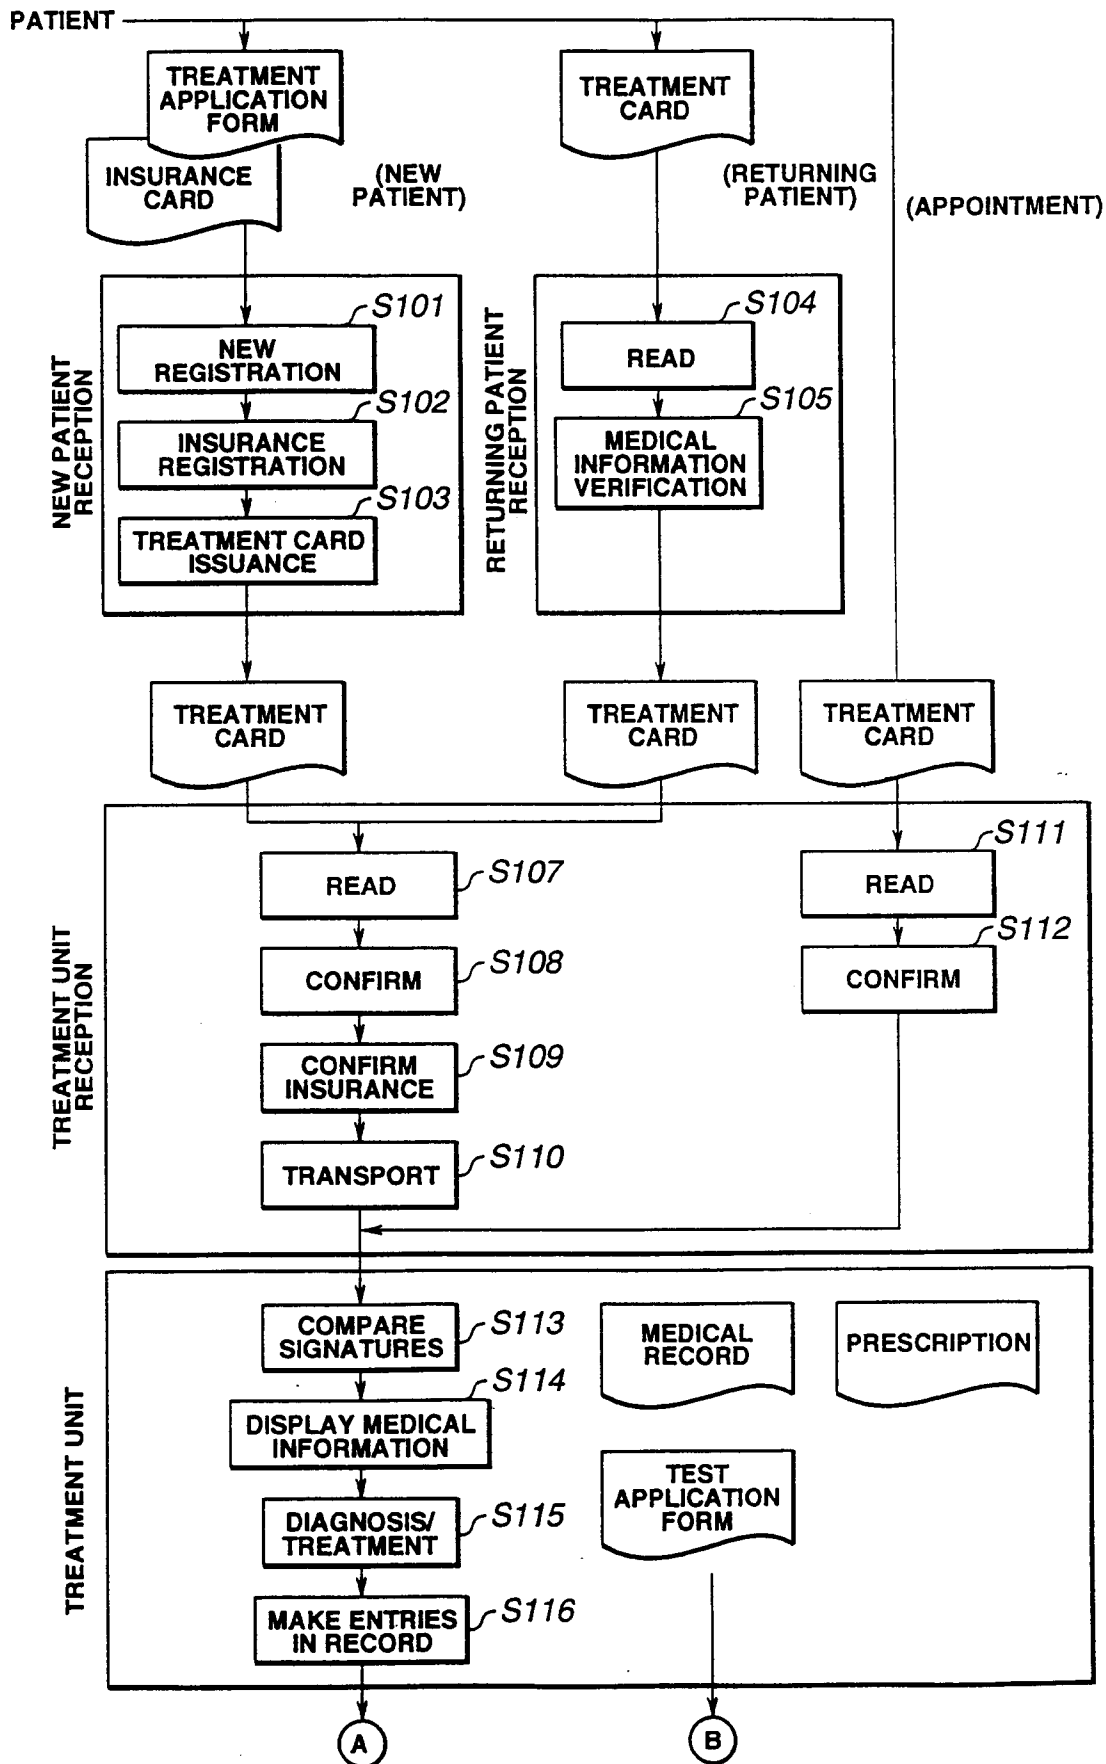 PATIENT
TREATMENT
APPLICATION
FORM
INSURANCE
CARD
(NEW
PATIENT)
TREATMENT
CARD
(RETURNING
PATIENT)
(APPOINTMENT)
NEW PATIENT
RECEPTION
S101
NEW
REGISTRATION
S102
INSURANCE
REGISTRATION
S103
TREATMENT CARD
ISSUANCE
RETURNING PATIENT
RECEPTION
S104
READ
S105
MEDICAL
INFORMATION
VERIFICATION
TREATMENT
CARD
TREATMENT
CARD
TREATMENT
CARD
TREATMENT UNIT
RECEPTION
READ
S107
CONFIRM
S108
CONFIRM
INSURANCE
S109
TRANSPORT
S110
S111
READ
S112
CONFIRM
TREATMENT UNIT
COMPARE
SIGNATURES
S113
S114
DISPLAY MEDICAL
INFORMATION
DIAGNOSIS/
TREATMENT
S115
MAKE ENTRIES
IN RECORD
S116
MEDICAL
RECORD
PRESCRIPTION
TEST
APPLICATION
FORM
A
B